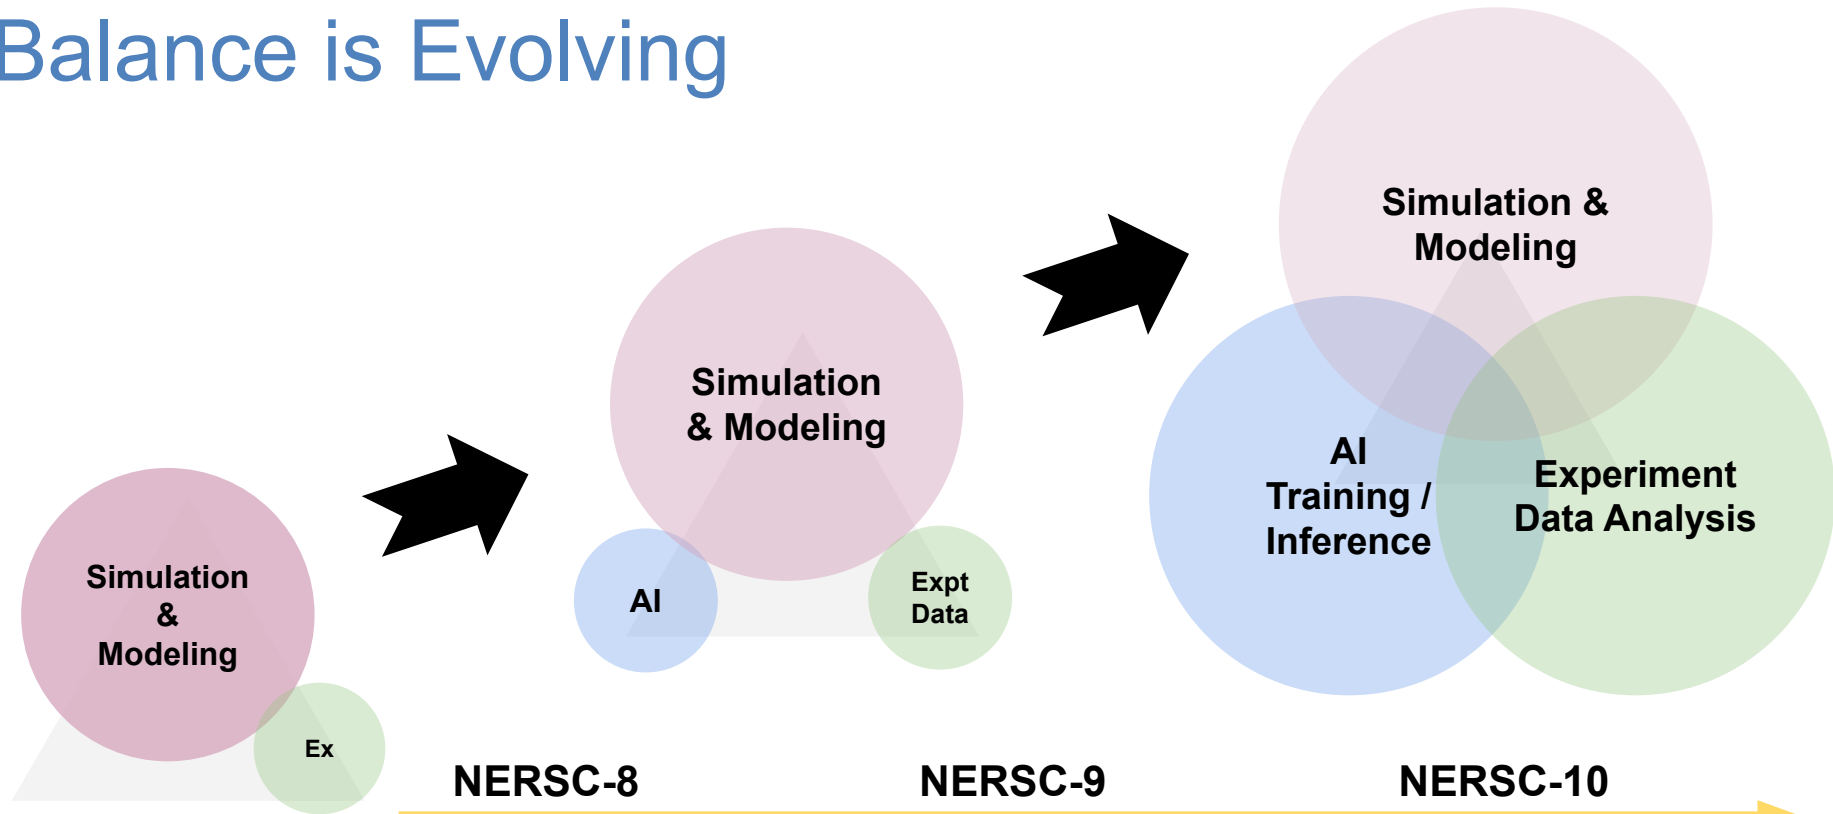 Balance is Evolving
Simulation
&
Modeling
Ex
Simulation
& Modeling
AI
Expt
Data
Simulation &
Modeling
AI
Training /
Inference
Experiment
Data Analysis
NERSC-8
NERSC-9
NERSC-10